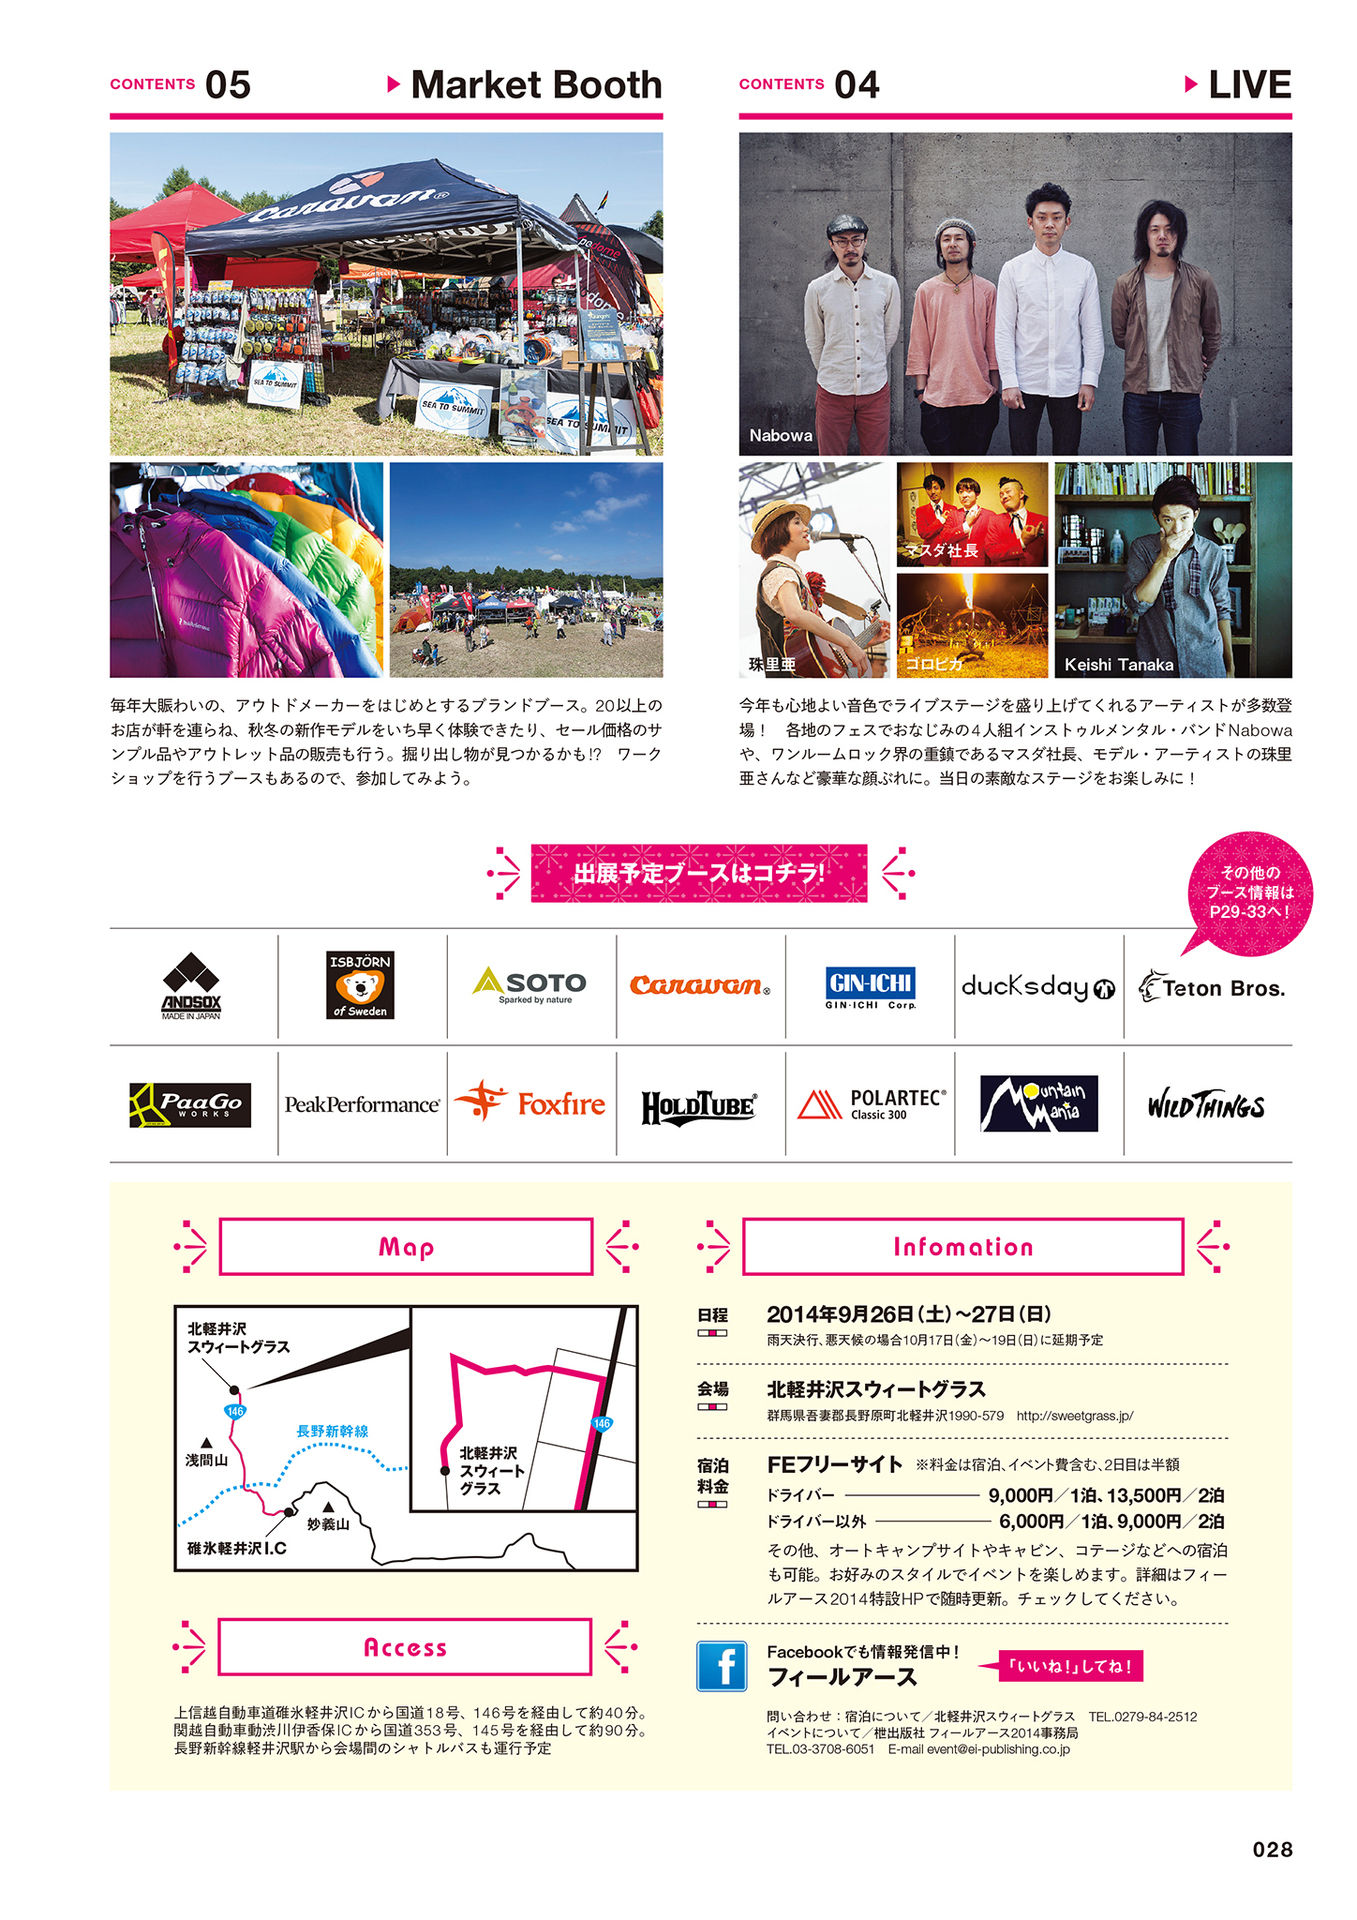 CONTENTS 05 Market Booth
caravan
SEA TO SUMMIT
SEA TO SUMMIT
SEA TO SUMMIT
毎年大賑わいの、アウトドメーカーをはじめとするブランドブース。20以上の
お店が軒を連らね、秋冬の新作モデルをいち早く体験できたり、セール価格のサ
ンプル品やアウトレット品の販売も行う。掘り出し物が見つかるかも!?　ワーク
ショップを行うブースもあるので、参加してみよう。
CONTENTS 04 LIVE
Nabowa
珠里亜
マスダ社長
ゴロピカ
Keishi Tanaka
今年も心地よい音色でライブステージを盛り上げてくれるアーティストが多数登
場！　各地のフェスでおなじみの4人組インストゥルメンタル・バンドNabowa
や、ワンルームロック界の重鎮であるマスダ社長、モデル・アーティストの珠里
亜さんなど豪華な顔ぶれに。当日の素敵なステージをお楽しみに！
出展予定ブースはコチラ!
その他の
ブース情報は
P29-33へ！
ANDSOX
MADE IN JAPAN
ISBJÖRN
of Sweden
SOTO
Sparked by nature
Caravan®
GIN-ICHI
GIN-ICHI Corp.
ducksday
Teton Bros.
PaaGo
WORKS
PeakPerformance®
Foxfire
HOLDTUBE®
POLARTEC®
Classic 300
Mountain
Mania
WILDTHINGS
Map
北軽井沢
スウィートグラス
146
浅間山
長野新幹線
妙義山
碓氷軽井沢I.C
146
北軽井沢
スウィート
グラス
Access
上信越自動車道碓氷軽井沢ICから国道18号、146号を経由して約40分。
関越自動車動渋川伊香保ICから国道353号、145号を経由して約90分。
長野新幹線軽井沢駅から会場間のシャトルバスも運行予定
Infomation
日程 2014年9月26日（土）～27日（日）
雨天決行、悪天候の場合10月17日（金）～19日（日）に延期予定
会場 北軽井沢スウィートグラス
群馬県吾妻郡長野原町北軽井沢1990-579　http://sweetgrass.jp/
宿泊
料金
FEフリーサイト ※料金は宿泊、イベント費含む、2日目は半額
ドライバー 9,000円／1泊、13,500円／2泊
ドライバー以外 6,000円／1泊、9,000円／2泊
その他、オートキャンプサイトやキャビン、コテージなどへの宿泊
も可能。お好みのスタイルでイベントを楽しめます。詳細はフィー
ルアース2014特設HPで随時更新。チェックしてください。
f
Facebookでも情報発信中！
フィールアース
「いいね！」してね！
問い合わせ：宿泊について／北軽井沢スウィートグラス　TEL.0279-84-2512
イベントについて／枻出版社 フィールアース2014事務局
TEL.03-3708-6051　E-mail event@ei-publishing.co.jp
028